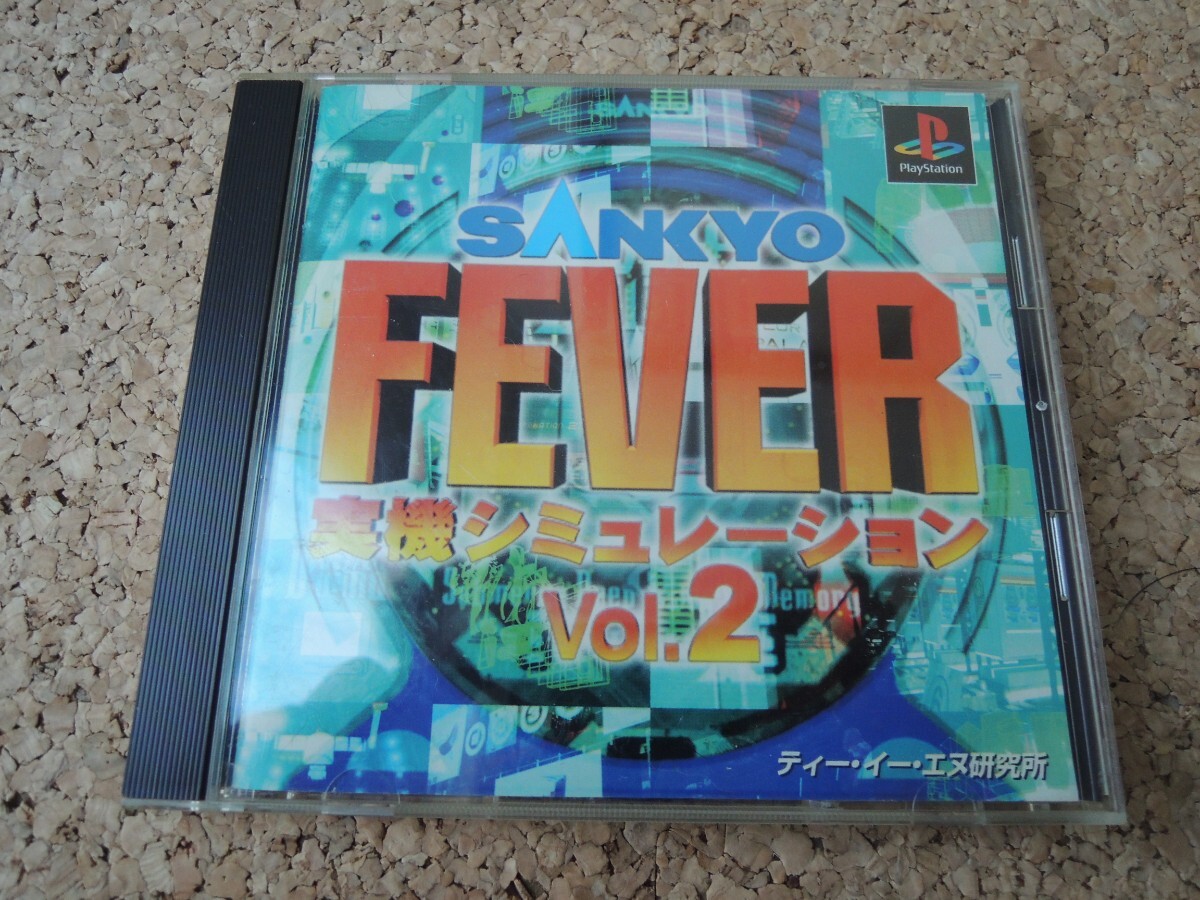 SANKYO
PlayStation
SANKYO
FEVER
実機シミュレーション
Vol.2
ティー・イー・エヌ研究所